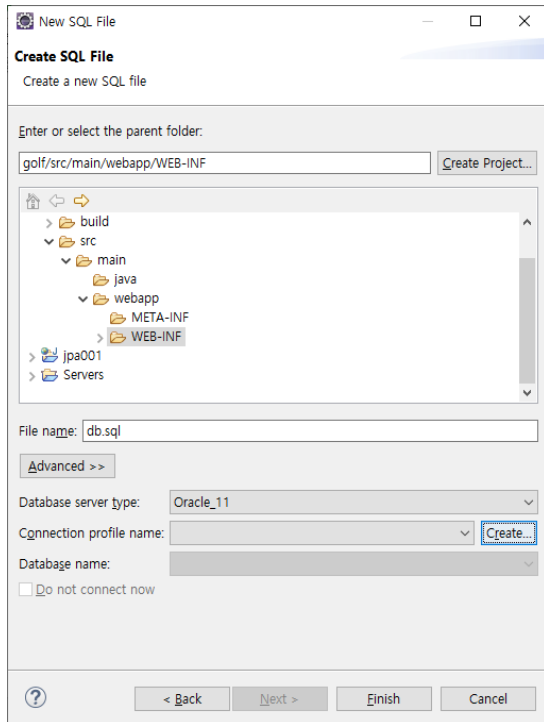 New SQL File
Create SQL File
Create a new SQL file
Enter or select the parent folder:
golf/src/main/webapp/WEB-INF
Create Project...
build
src
main
java
webapp
META-INF
WEB-INF
jpa001
Servers
File name: db.sql
Advanced >>
Database server type: Oracle_11
Connection profile name: Create...
Database name:
Do not connect now
? < Back Next > Finish Cancel